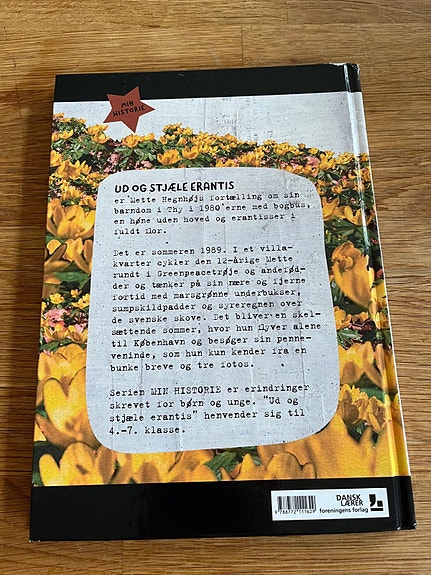 MIN
HISTORIE
UD OG STJÆLE ERANTIS
er Mette Hegnhøjs fortælling om sin
barndom i Thy i 1980'erne med bogbus,
en høne uden hoved og erantisser i
fuldt flor.
Det er sommeren 1989. I et villa-
kvarter cykler den 12-årige Mette
rundt i Greenpeacetrøje og anderød-
der og tænker på sin nære og fjerne
fortid med marsgrønne underbukser,
sumpskildpadder og syreregnen over
de svenske skove. Det bliver en skel-
sættende sommer, hvor hun flyver alene
til København og besøger sin penne-
veninde, som hun kun kender fra en
bunke breve og tre fotos.
Serien MIN HISTORIE er erindringer
skrevet for børn og unge. "Ud og
stjæle erantis" henvender sig til
4.-7. klasse.
9 788772 111629
DANSK
LÆRER
foreningens forlag